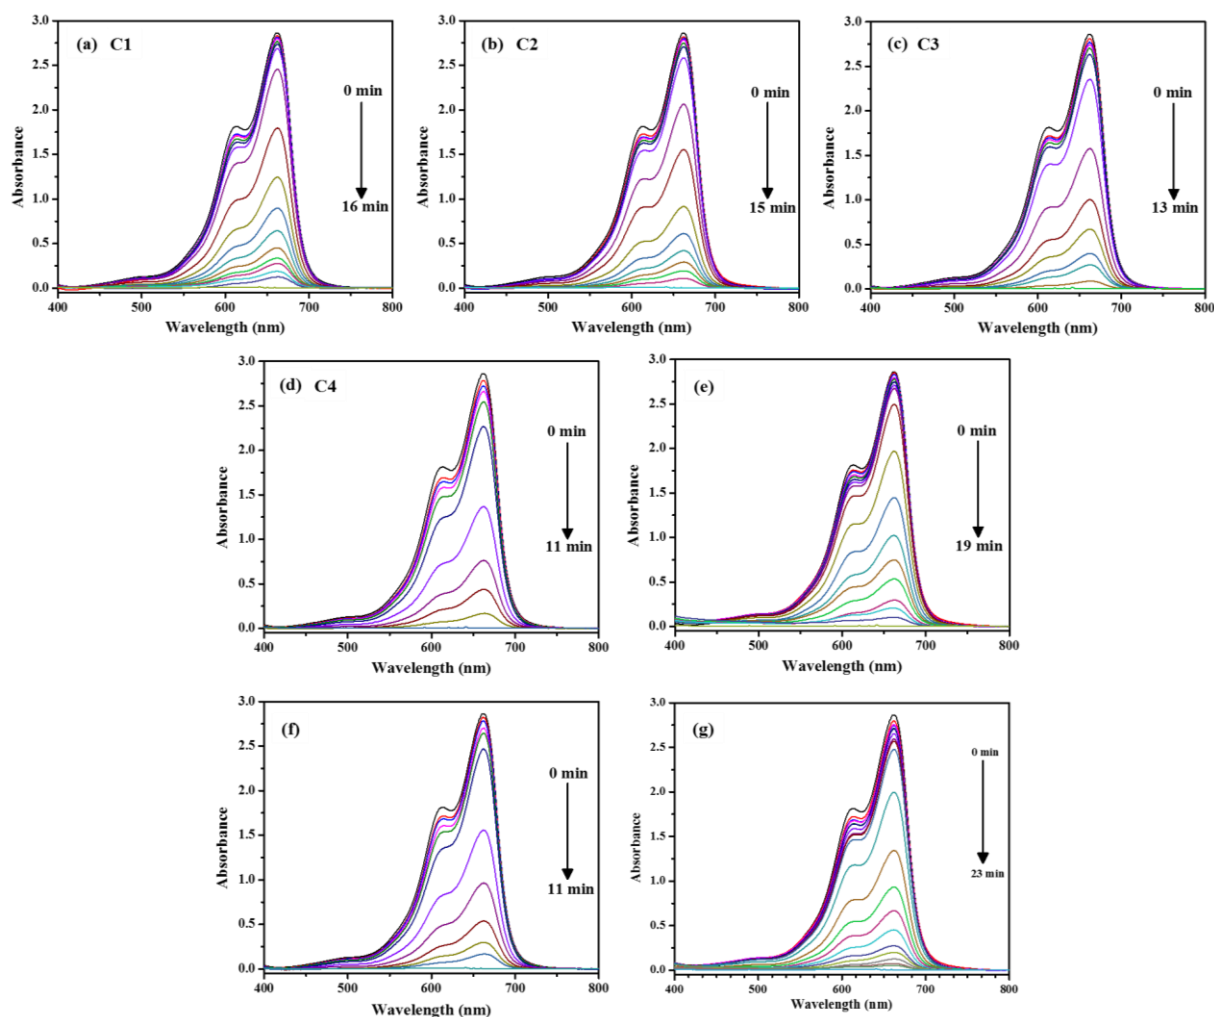 (a) C1
3.0
2.5
2.0
1.5
1.0
0.5
0.0
Absorbance
0 min
16 min
400 500 600 700 800
Wavelength (nm)
(b) C2
3.0
2.5
2.0
1.5
1.0
0.5
0.0
Absorbance
0 min
15 min
400 500 600 700 800
Wavelength (nm)
(c) C3
3.0
2.5
2.0
1.5
1.0
0.5
0.0
Absorbance
0 min
13 min
400 500 600 700 800
Wavelength (nm)
(d) C4
3.0
2.5
2.0
1.5
1.0
0.5
0.0
Absorbance
0 min
11 min
400 500 600 700 800
Wavelength (nm)
(e)
3.0
2.5
2.0
1.5
1.0
0.5
0.0
Absorbance
0 min
19 min
400 500 600 700 800
Wavelength (nm)
(f)
3.0
2.5
2.0
1.5
1.0
0.5
0.0
Absorbance
0 min
11 min
400 500 600 700 800
Wavelength (nm)
(g)
3.0
2.5
2.0
1.5
1.0
0.5
0.0
Absorbance
0 min
23 min
400 500 600 700 800
Wavelength (nm)